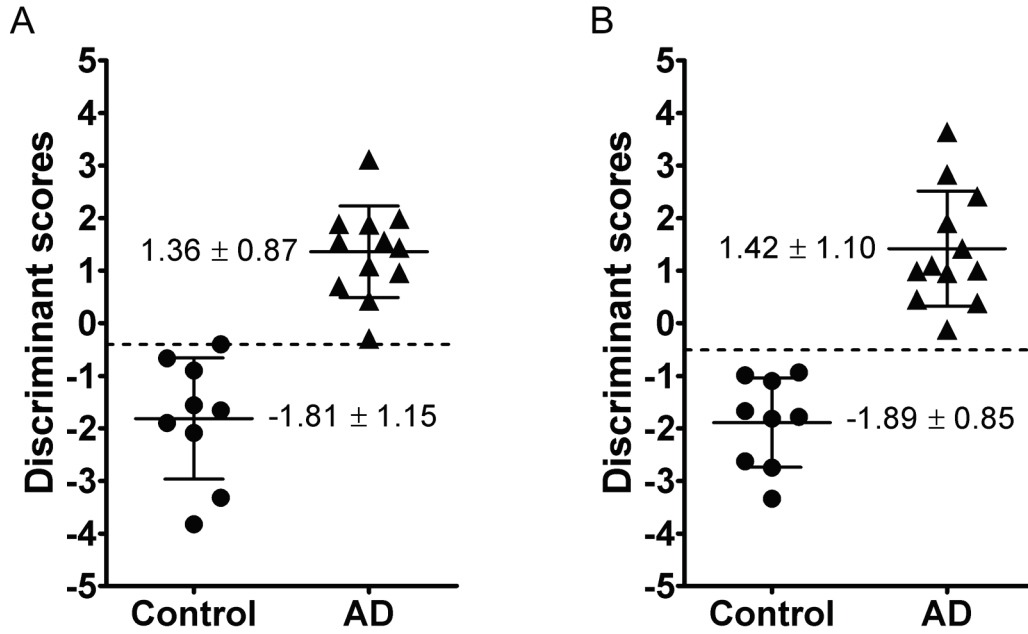 A
Discriminant scores
5
4
3
2
1
0
-1
-2
-3
-4
-5
1.36 ± 0.87
-1.81 ± 1.15
Control
AD
B
Discriminant scores
5
4
3
2
1
0
-1
-2
-3
-4
-5
1.42 ± 1.10
-1.89 ± 0.85
Control
AD